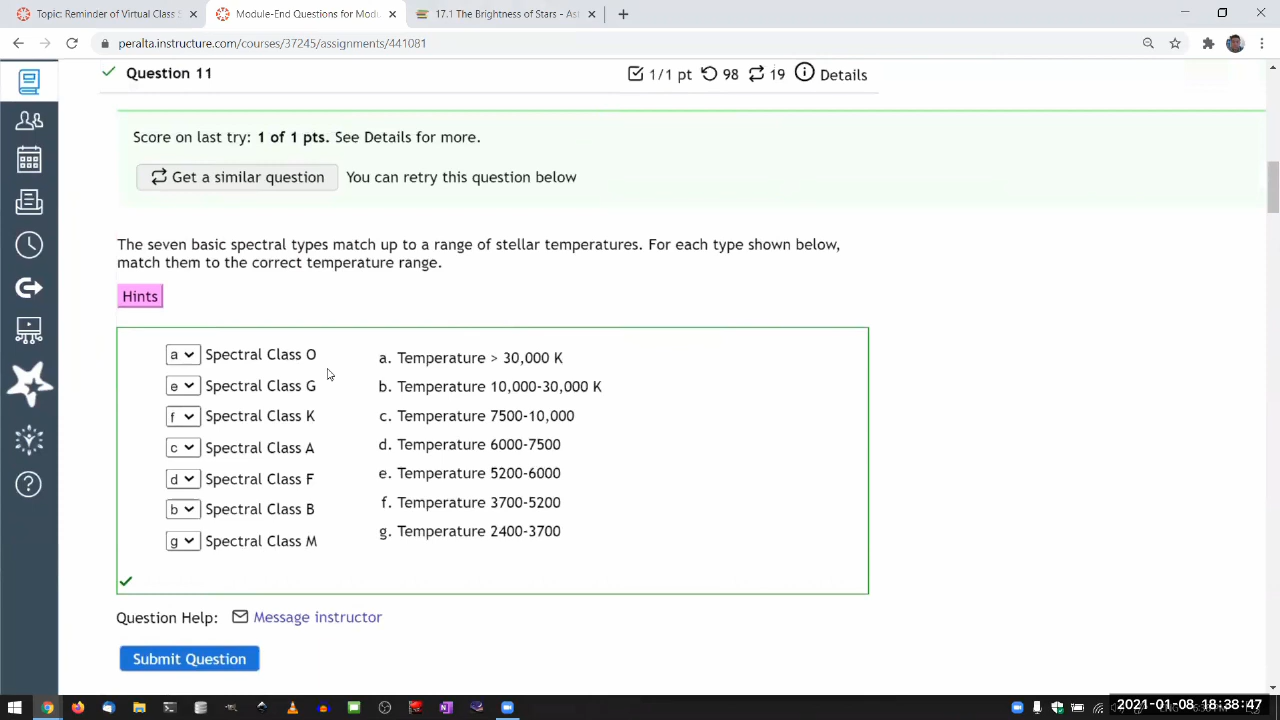 Topic: Reminder of Virtual Class S
Module-End Questions for Modu
17.1 The Brightness of Stars - Ast
peralta.instructure.com/courses/37245/assignments/441081
Question 11
1/1 pt 98 19 Details
Score on last try: 1 of 1 pts. See Details for more.
Get a similar question You can retry this question below
The seven basic spectral types match up to a range of stellar temperatures. For each type shown below,
match them to the correct temperature range.
Hints
a Spectral Class O
e Spectral Class G
f Spectral Class K
c Spectral Class A
d Spectral Class F
b Spectral Class B
g Spectral Class M
a. Temperature > 30,000 K
b. Temperature 10,000-30,000 K
c. Temperature 7500-10,000
d. Temperature 6000-7500
e. Temperature 5200-6000
f. Temperature 3700-5200
g. Temperature 2400-3700
Question Help: Message instructor
Submit Question
2021-01-08 18:38:47